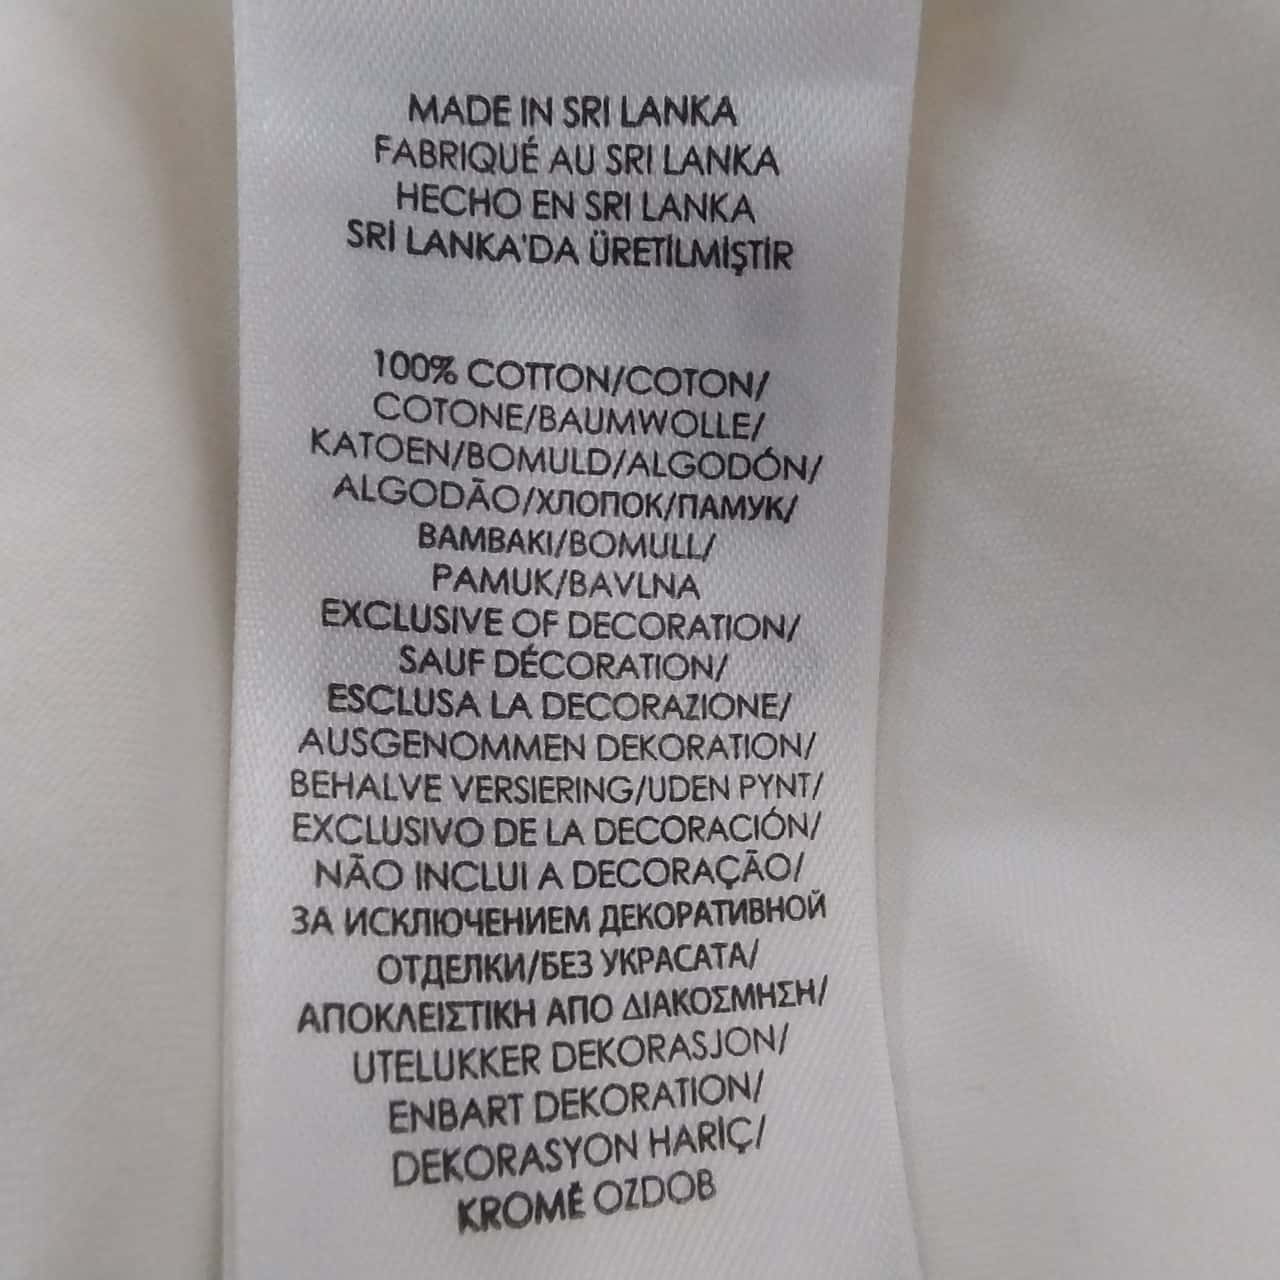 MADE IN SRI LANKA
FABRIQUÉ AU SRI LANKA
HECHO EN SRI LANKA
SRİ LANKA'DA ÜRETİLMİŞTİR
100% COTTON/COTON/
COTONE/BAUMWOLLE/
KATOEN/BOMULD/ALGODÓN/
ALGODÃO/ХЛОПОК/ПАМУК/
ΒΑΜΒΑΚΙ/BOMULL/
PAMUK/BAVLNA
EXCLUSIVE OF DECORATION/
SAUF DÉCORATION/
ESCLUSA LA DECORAZIONE/
AUSGENOMMEN DEKORATION/
BEHALVE VERSIERING/UDEN PYNT/
EXCLUSIVO DE LA DECORACIÓN/
NÃO INCLUI A DECORAÇÃO/
ЗА ИСКЛЮЧЕНИЕМ ДЕКОРАТИВНОЙ
ОТДЕЛКИ/БЕЗ УКРАСАТА/
ΑΠΟΚΛΕΙΣΤΙΚΗ ΑΠΟ ΔΙΑΚΟΣΜΗΣΗ/
UTELUKKER DEKORASJON/
ENBART DEKORATION/
DEKORASYON HARİÇ/
KROMĚ OZDOB